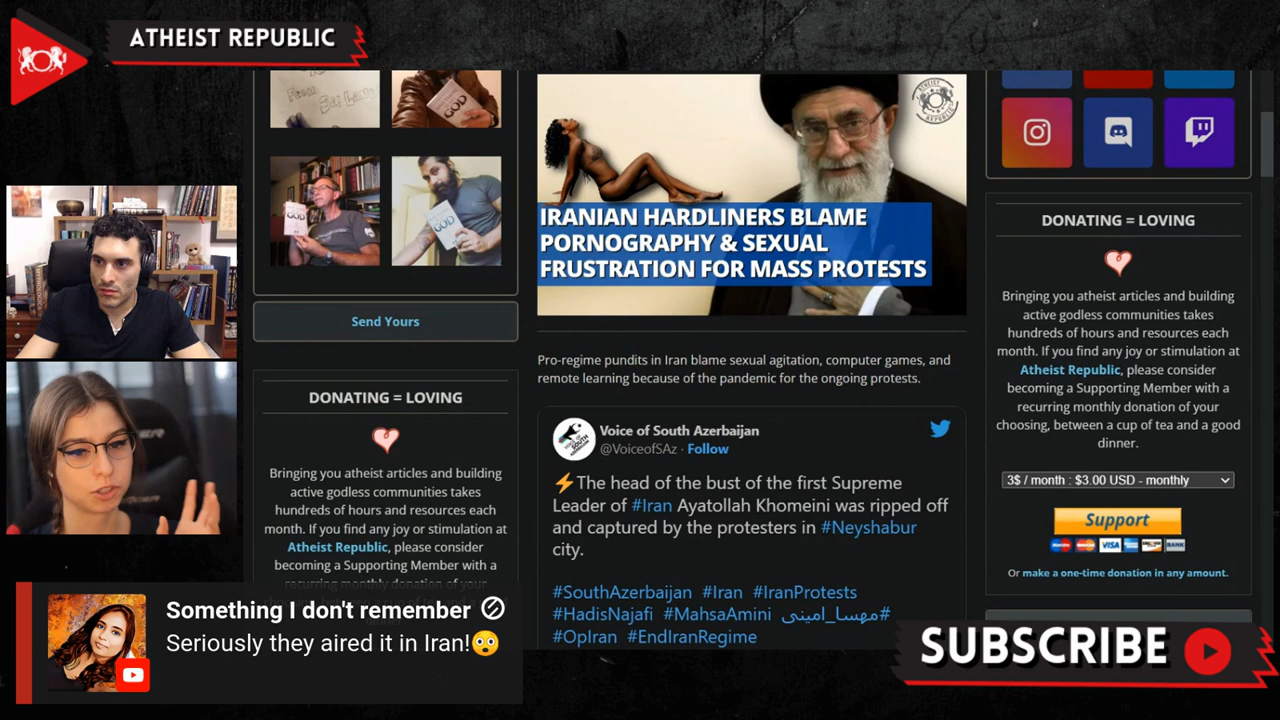 ATHEIST REPUBLIC
GOD
GOD
GOD
IRANIAN HARDLINERS BLAME
PORNOGRAPHY & SEXUAL
FRUSTRATION FOR MASS PROTESTS
Send Yours
DONATING = LOVING
Bringing you atheist articles and building
active godless communities takes
hundreds of hours and resources each
month. If you find any joy or stimulation at
Atheist Republic, please consider
becoming a Supporting Member with a
recurring monthly donation of your
Pro-regime pundits in Iran blame sexual agitation, computer games, and
remote learning because of the pandemic for the ongoing protests.
Voice of South Azerbaijan
@VoiceofSAz · Follow
⚡The head of the bust of the first Supreme
Leader of #Iran Ayatollah Khomeini was ripped off
and captured by the protesters in #Neyshabur
city.
#SouthAzerbaijan #Iran #IranProtests
#HadisNajafi #MahsaAmini #مهسا_امینی
#OpIran #EndIranRegime
DONATING = LOVING
Bringing you atheist articles and building
active godless communities takes
hundreds of hours and resources each
month. If you find any joy or stimulation at
Atheist Republic, please consider
becoming a Supporting Member with a
recurring monthly donation of your
choosing, between a cup of tea and a good
dinner.
3$ / month : $3.00 USD - monthly
Support
VISA
BANK
Or make a one-time donation in any amount.
Something I don't remember
Seriously they aired it in Iran!😳
SUBSCRIBE